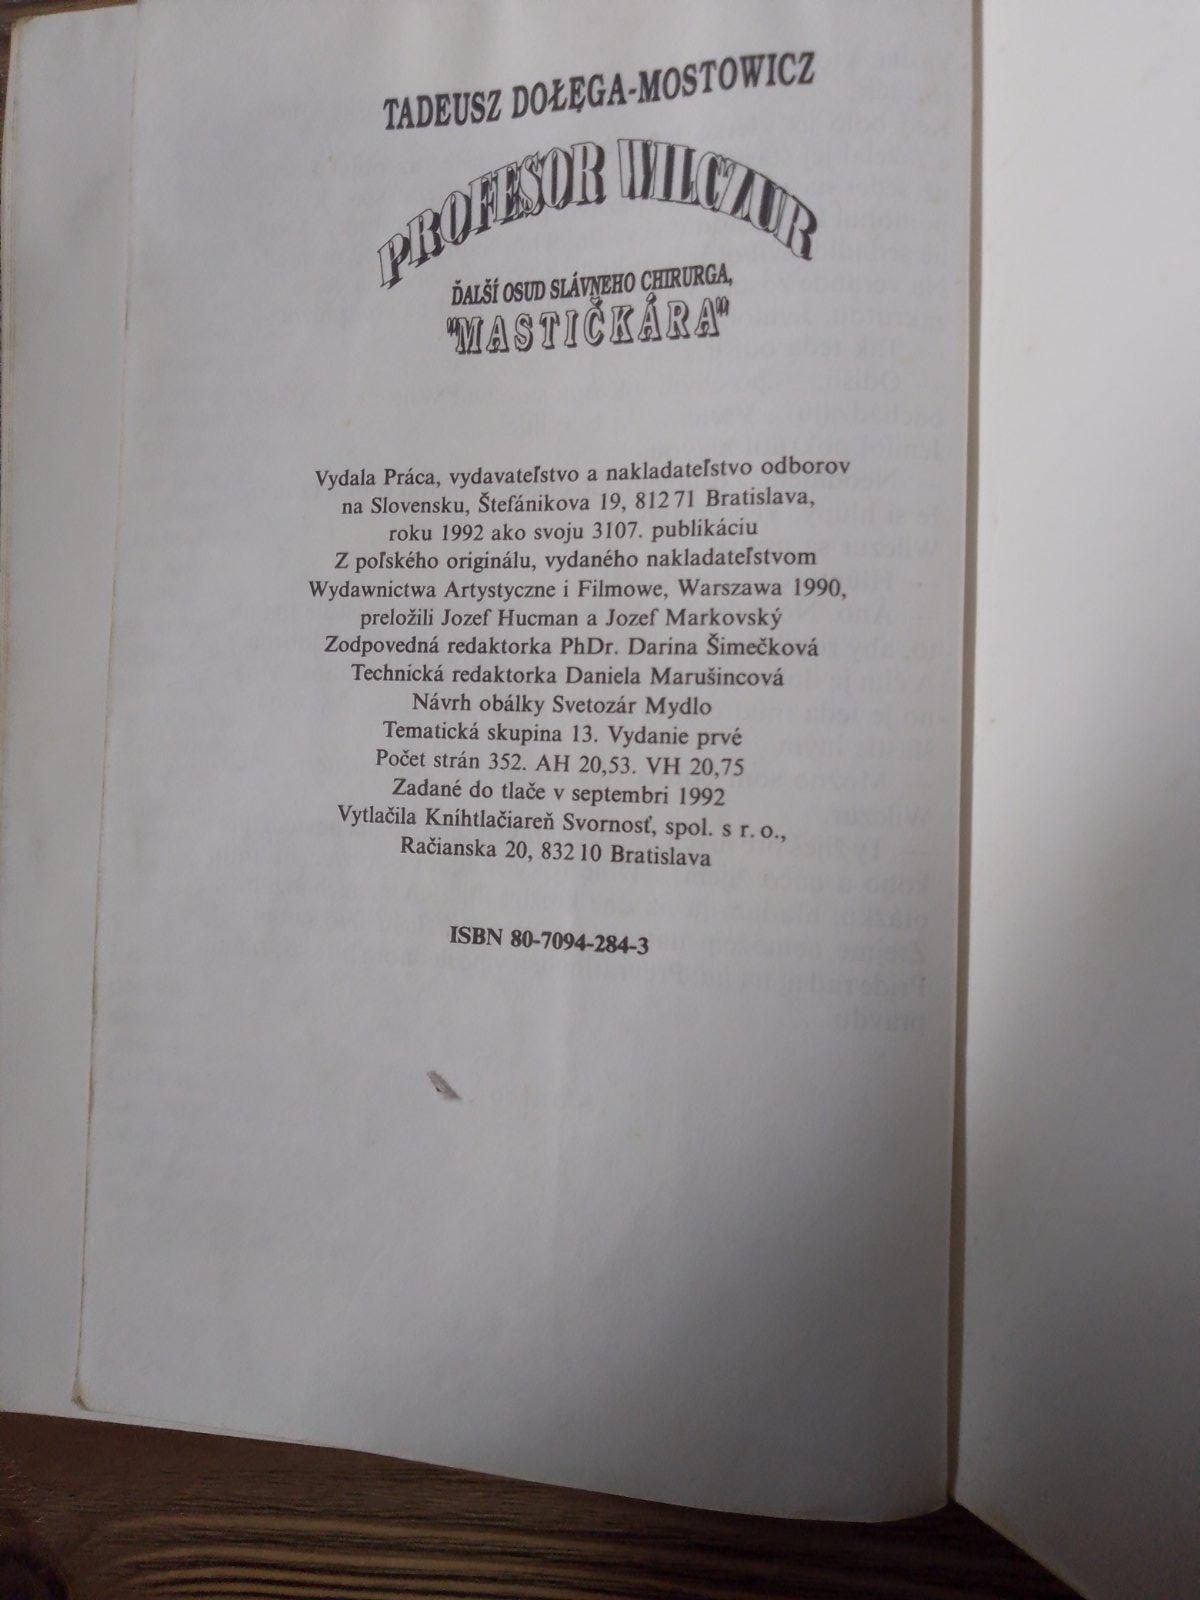 TADEUSZ DOŁĘGA-MOSTOWICZ
PROFESOR WILCZUR
ĎALŠÍ OSUD SLÁVNEHO CHIRURGA,
"MASTIČKÁRA"
Vydala Práca, vydavateľstvo a nakladateľstvo odborov
na Slovensku, Štefánikova 19, 812 71 Bratislava,
roku 1992 ako svoju 3107. publikáciu
Z poľského originálu, vydaného nakladateľstvom
Wydawnictwa Artystyczne i Filmowe, Warszawa 1990,
preložili Jozef Hucman a Jozef Markovský
Zodpovedná redaktorka PhDr. Darina Šimečková
Technická redaktorka Daniela Marušincová
Návrh obálky Svetozár Mydlo
Tematická skupina 13. Vydanie prvé
Počet strán 352. AH 20,53. VH 20,75
Zadané do tlače v septembri 1992
Vytlačila Kníhtlačiareň Svornosť, spol. s r. o.,
Račianska 20, 832 10 Bratislava
ISBN 80-7094-284-3